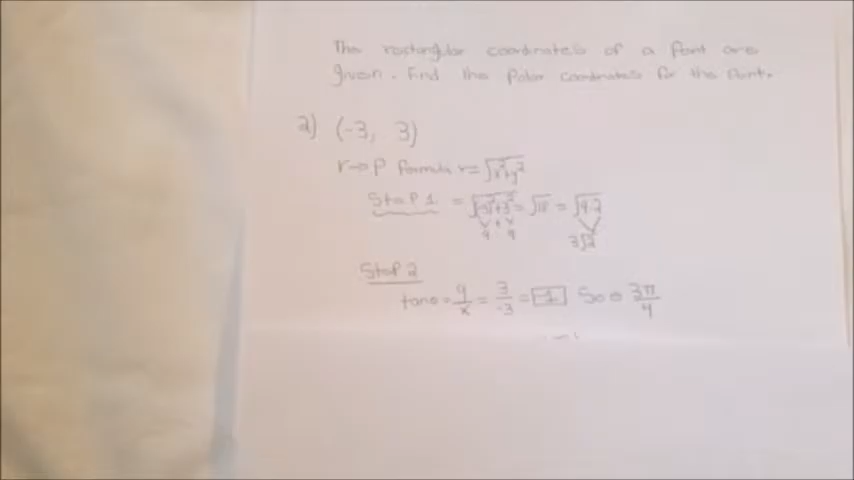 The rectangular coordinates of a Point are
given. Find the Polar coordinates for the Point.
2) (-3, 3)
r→P formula r=√x²+y²
Step 1 = √-3²+3² = √18 = √9·2
9 + 9 3√2
Step 2
tanθ = y/x = 3/-3 = -1 So θ 3π/4